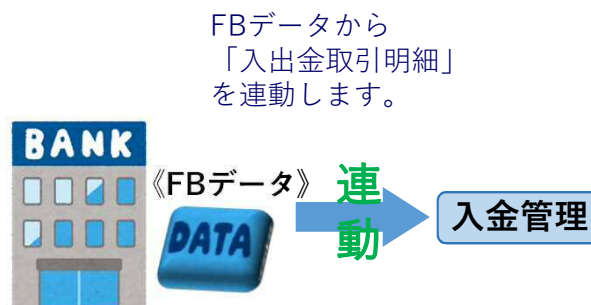 FBデータから
「入出金取引明細」
を連動します。
BANK
《FBデータ》
DATA
連
動
入金管理